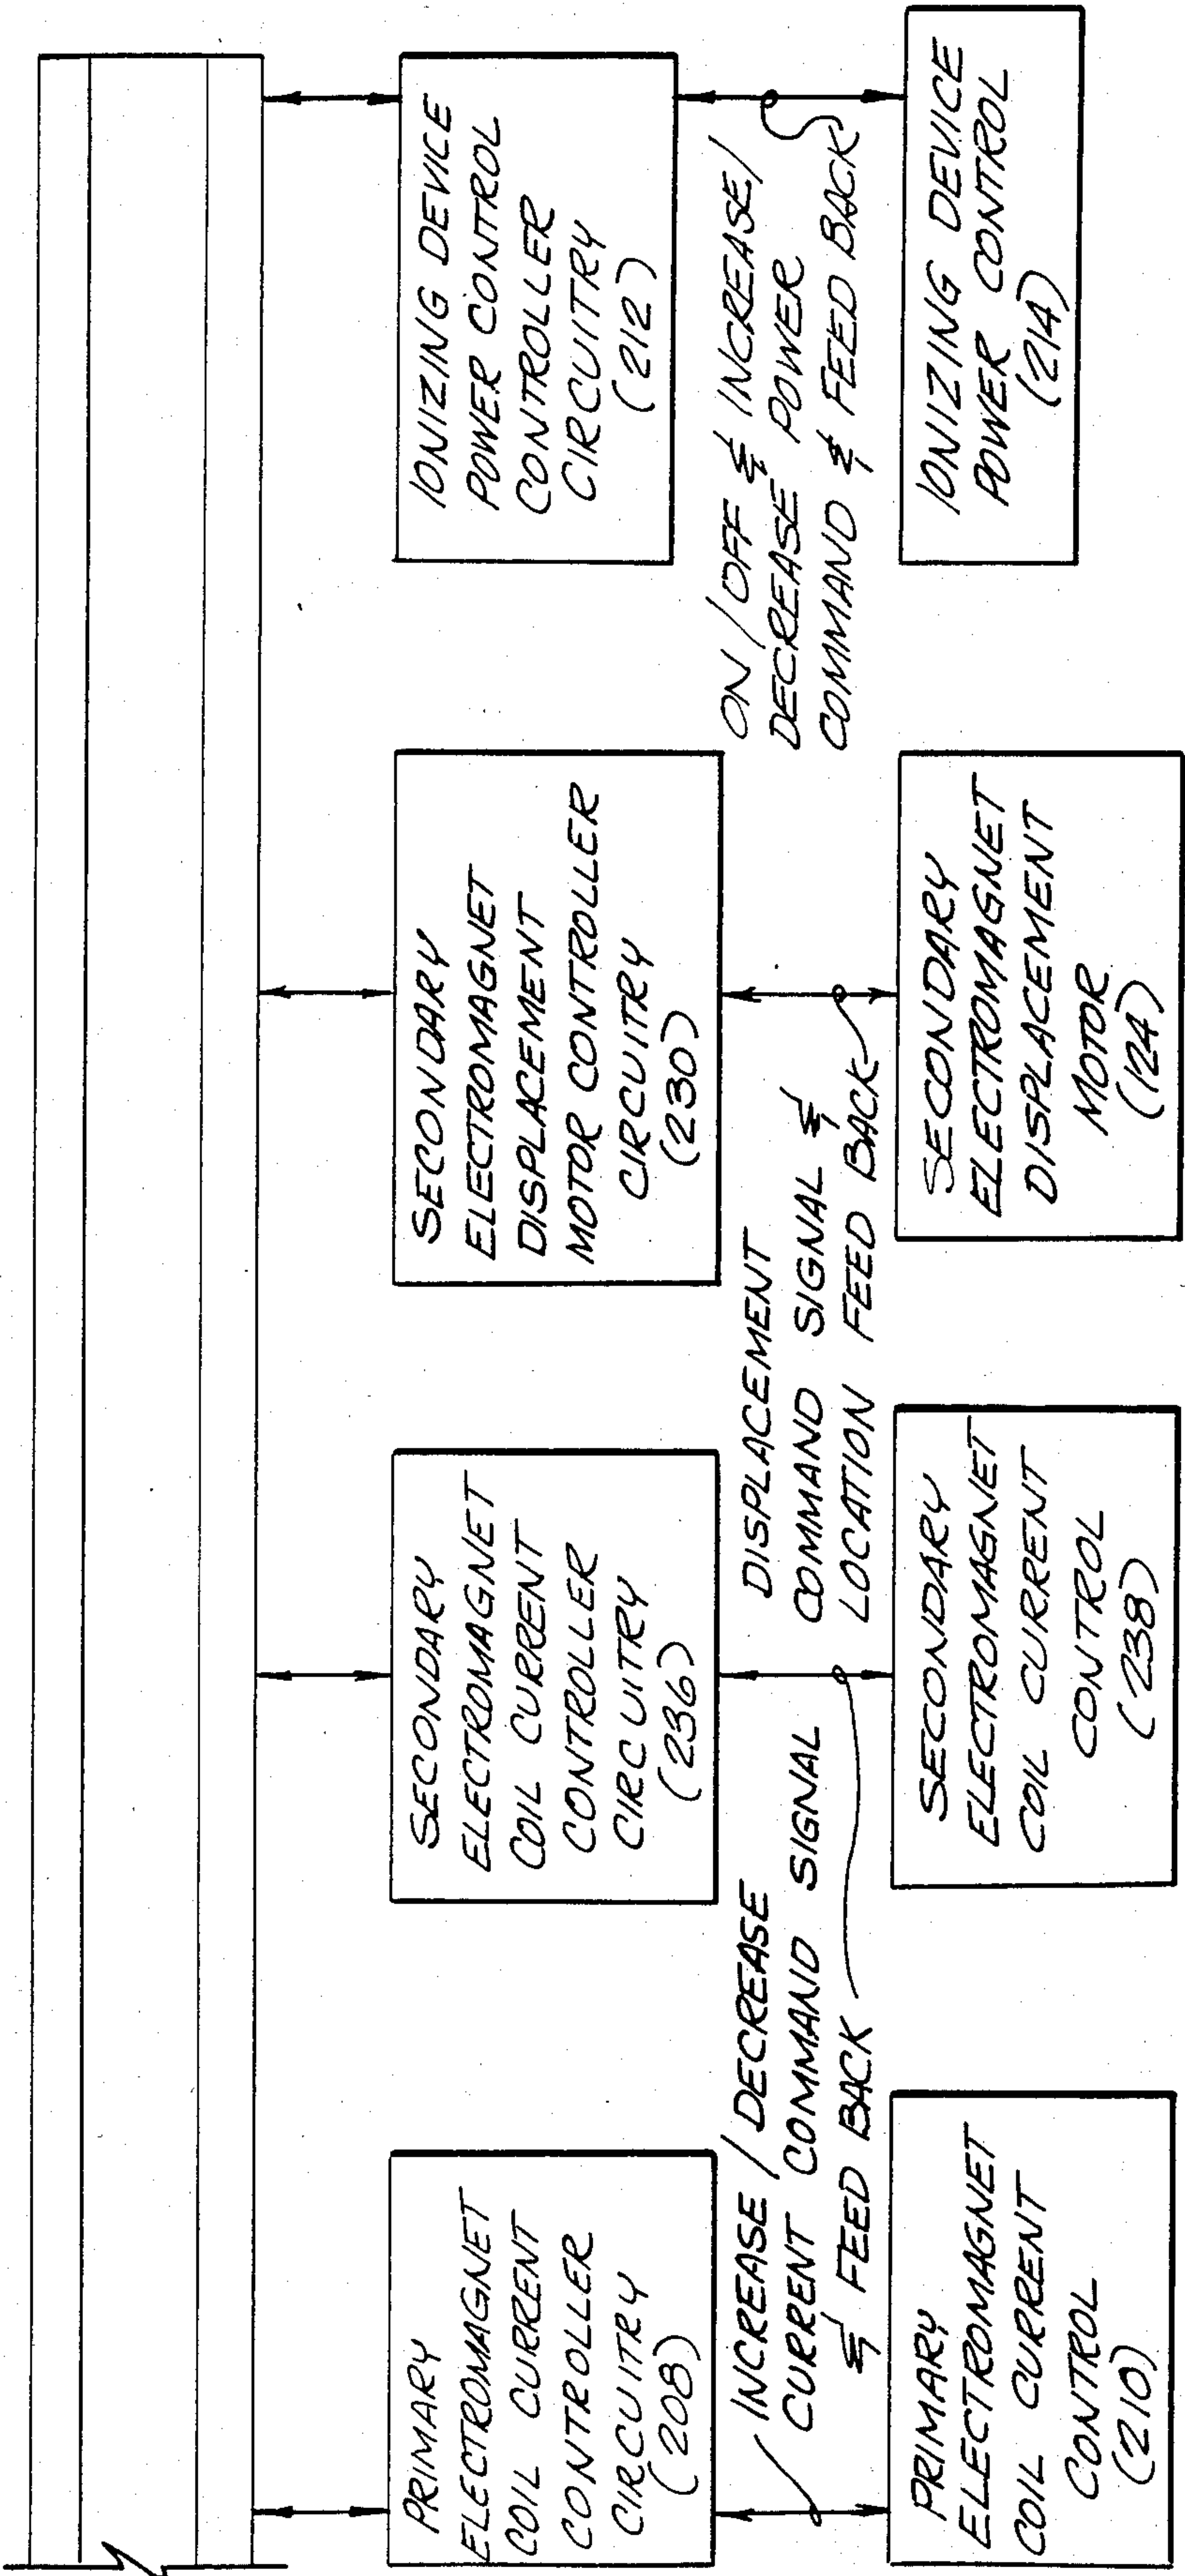 PRIMARY
ELECTROMAGNET
COIL CURRENT
CONTROLLER
CIRCUITRY
(208)
SECONDARY
ELECTROMAGNET
COIL CURRENT
CONTROLLER
CIRCUITRY
(236)
SECONDARY
ELECTROMAGNET
DISPLACEMENT
MOTOR CONTROLLER
CIRCUITRY
(230)
IONIZING DEVICE
POWER CONTROL
CONTROLLER
CIRCUITRY
(212)
INCREASE / DECREASE
CURRENT COMMAND SIGNAL
& FEED BACK
DISPLACEMENT
COMMAND SIGNAL &
LOCATION FEED BACK
ON / OFF & INCREASE/
DECREASE POWER
COMMAND & FEED BACK
PRIMARY
ELECTROMAGNET
COIL CURRENT
CONTROL
(210)
SECONDARY
ELECTROMAGNET
COIL CURRENT
CONTROL
(238)
SECONDARY
ELECTROMAGNET
DISPLACEMENT
MOTOR
(124)
IONIZING DEVICE
POWER CONTROL
(214)